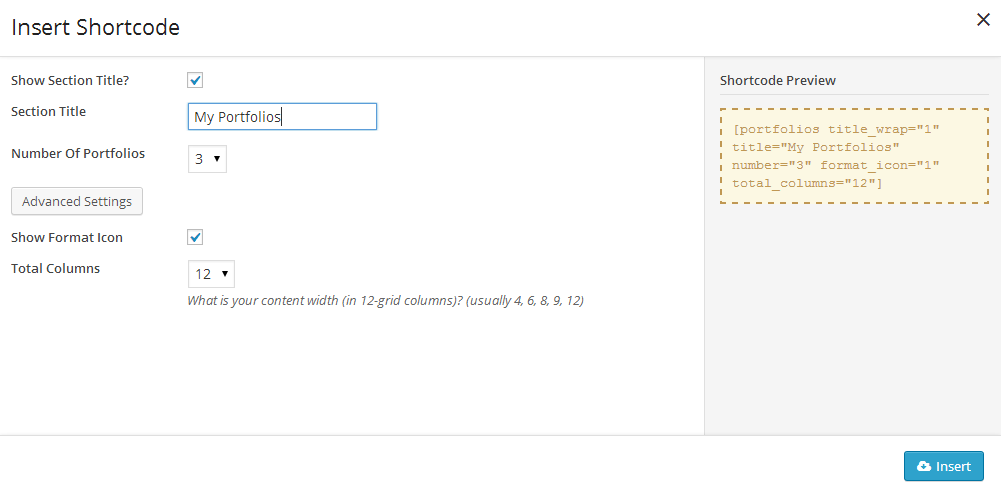 Insert Shortcode
Show Section Title?
Section Title
My Portfolios
Number Of Portfolios
3
Advanced Settings
Show Format Icon
Total Columns
12
What is your content width (in 12-grid columns)? (usually 4, 6, 8, 9, 12)
Shortcode Preview
[portfolios title_wrap="1"
title="My Portfolios"
number="3" format_icon="1"
total_columns="12"]
Insert